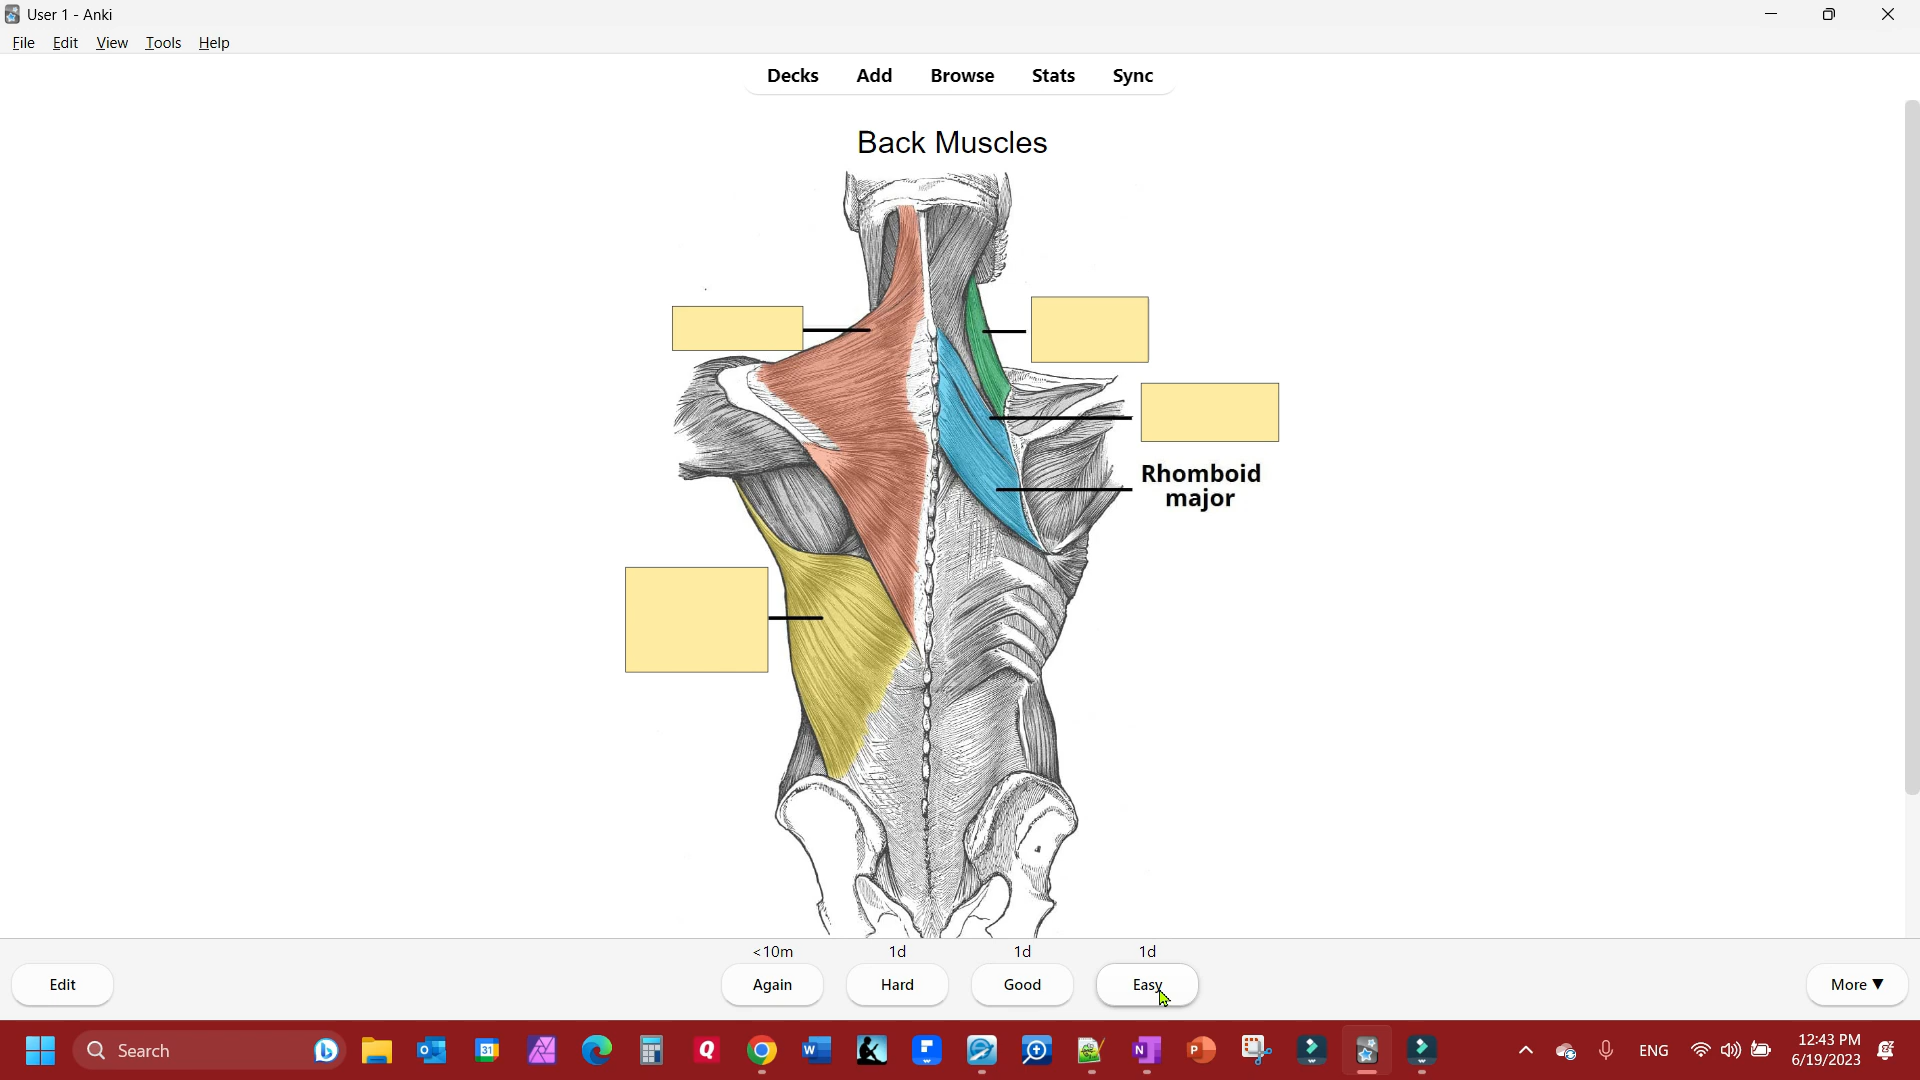 User 1 - Anki
File Edit View Tools Help
Decks Add Browse Stats Sync
Back Muscles
Rhomboid
major
<10m 1d 1d 1d
Edit Again Hard Good Easy More ▼
Search
ENG
12:43 PM
6/19/2023